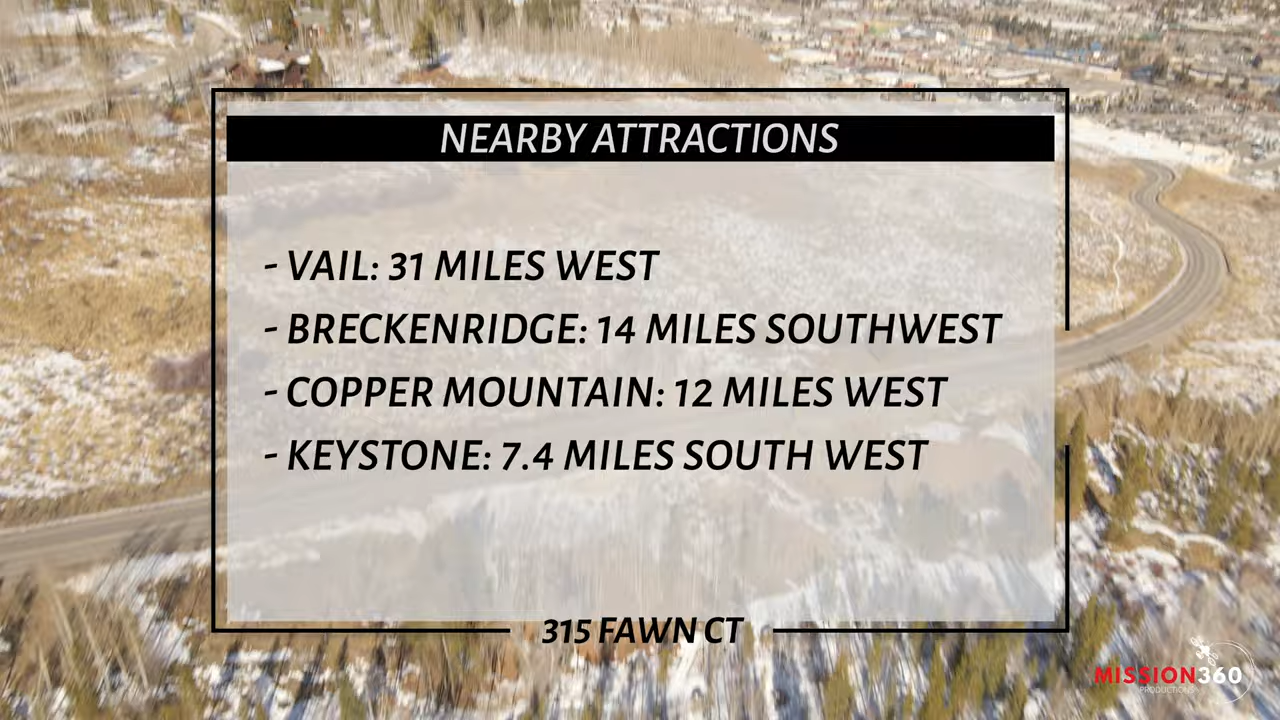 NEARBY ATTRACTIONS
- VAIL: 31 MILES WEST
- BRECKENRIDGE: 14 MILES SOUTHWEST
- COPPER MOUNTAIN: 12 MILES WEST
- KEYSTONE: 7.4 MILES SOUTH WEST
315 FAWN CT
MISSION360
PRODUCTIONS